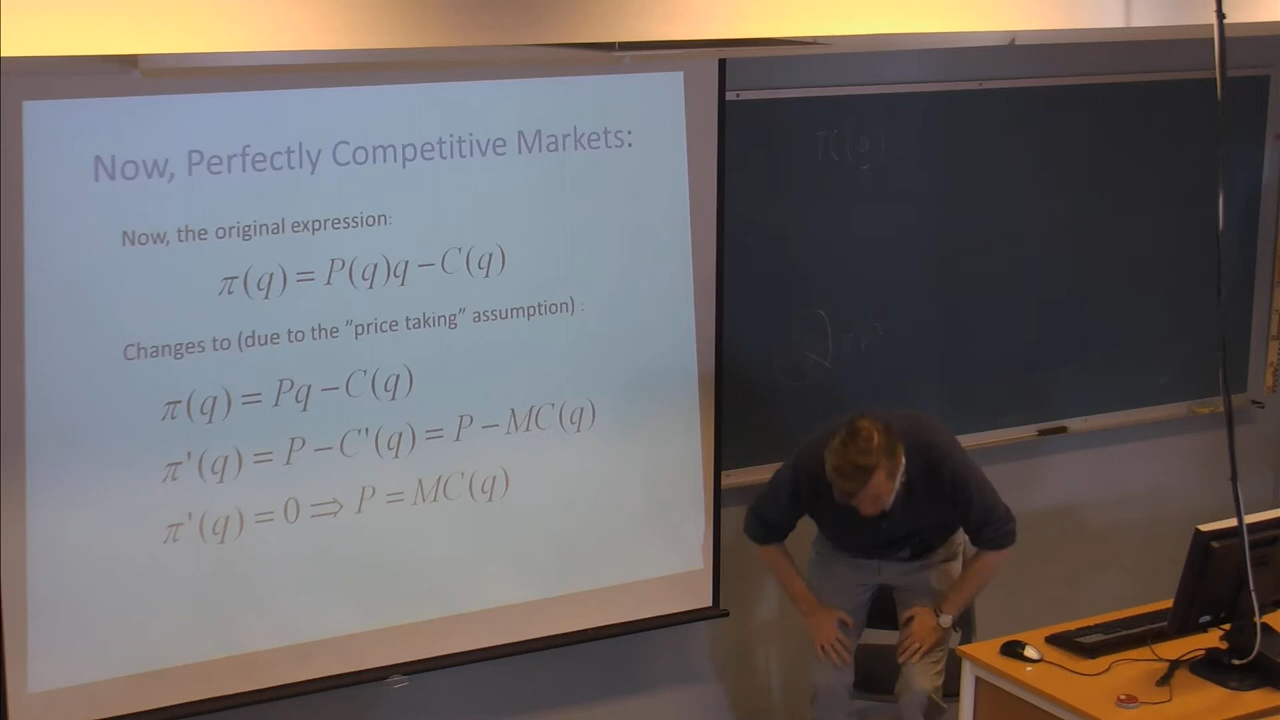 Now, Perfectly Competitive Markets:
Now, the original expression:
π(q) = P(q)q − C(q)
Changes to (due to the ”price taking” assumption) :
π(q) = Pq − C(q)
π'(q) = P − C'(q) = P − MC(q)
π'(q) = 0 ⇒ P = MC(q)